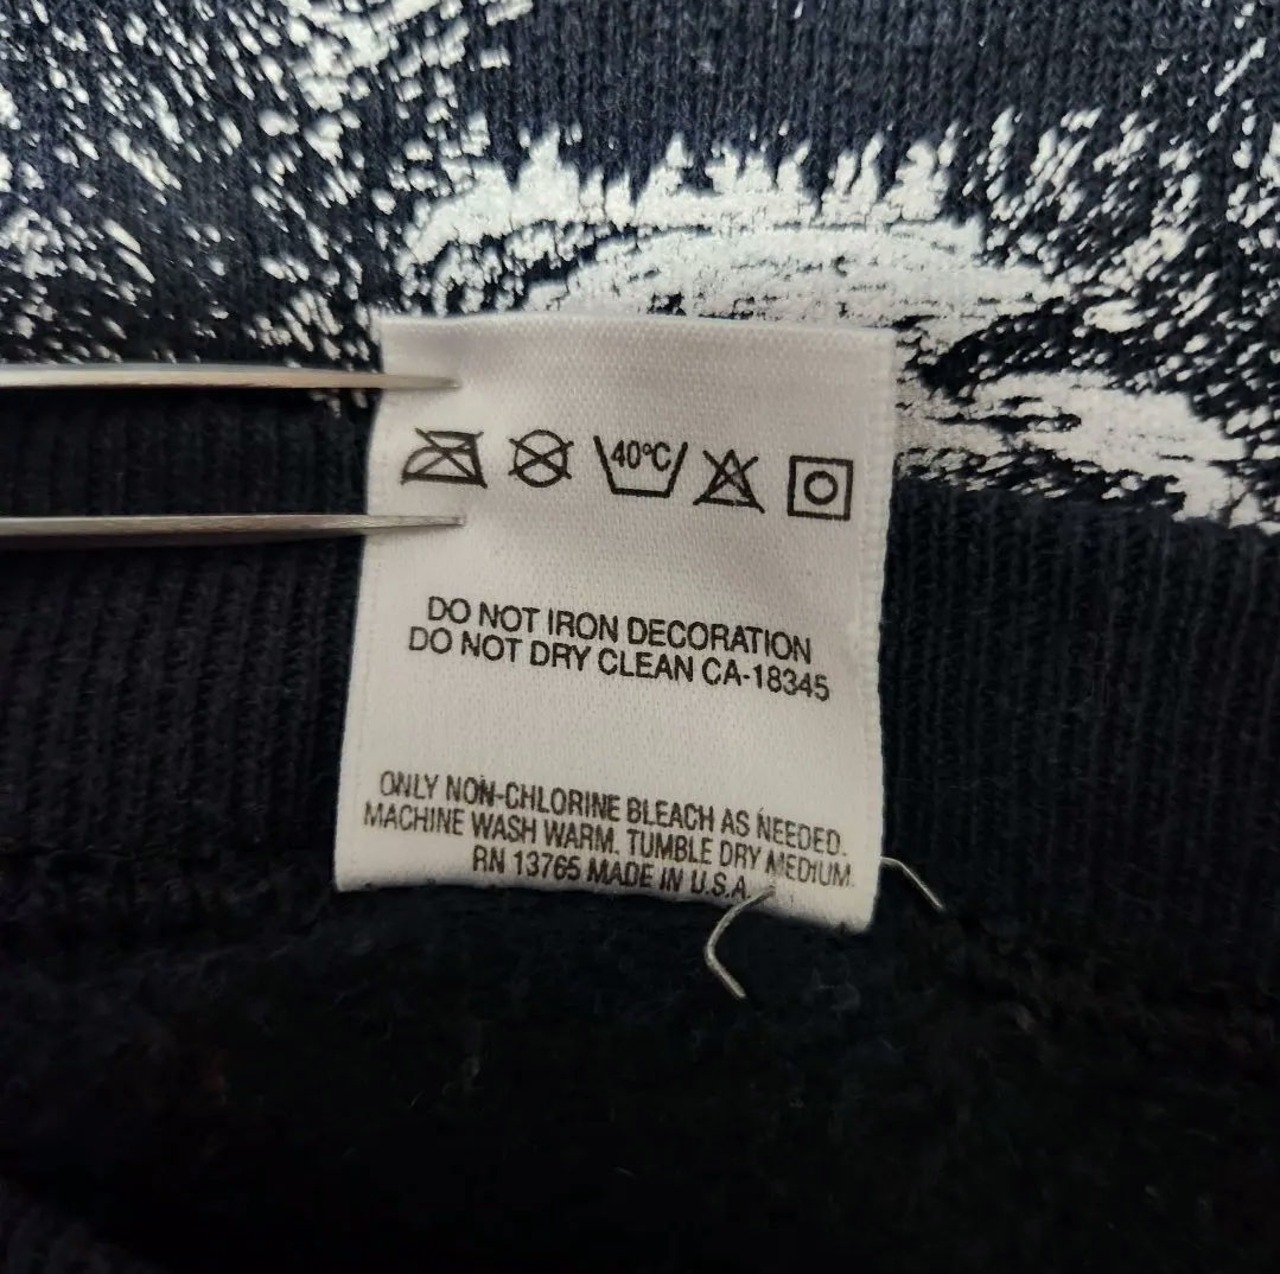 40°C
DO NOT IRON DECORATION
DO NOT DRY CLEAN CA-18345
ONLY NON-CHLORINE BLEACH AS NEEDED.
MACHINE WASH WARM. TUMBLE DRY MEDIUM.
RN 13765 MADE IN U.S.A.